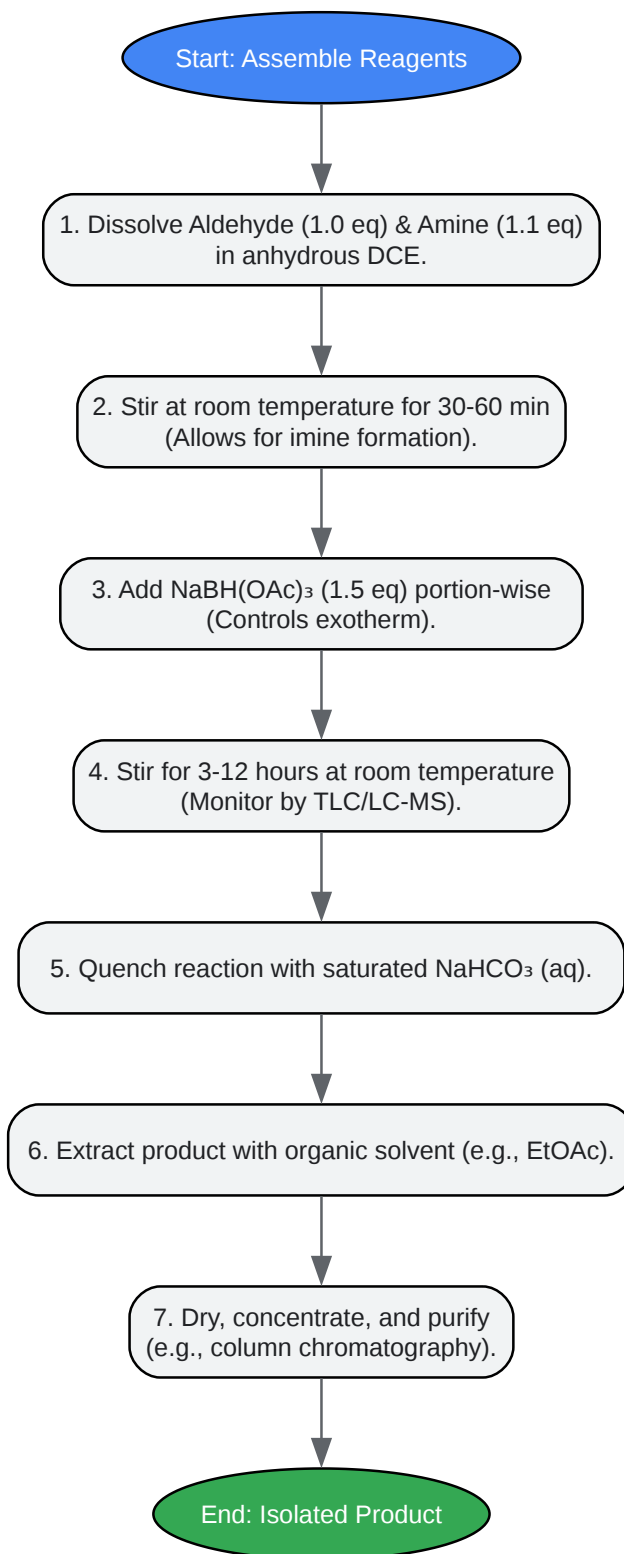 Start: Assemble Reagents
1. Dissolve Aldehyde (1.0 eq) & Amine (1.1 eq)
in anhydrous DCE.
2. Stir at room temperature for 30-60 min
(Allows for imine formation).
3. Add NaBH(OAc)₃ (1.5 eq) portion-wise
(Controls exotherm).
4. Stir for 3-12 hours at room temperature
(Monitor by TLC/LC-MS).
5. Quench reaction with saturated NaHCO₃ (aq).
6. Extract product with organic solvent (e.g., EtOAc).
7. Dry, concentrate, and purify
(e.g., column chromatography).
End: Isolated Product